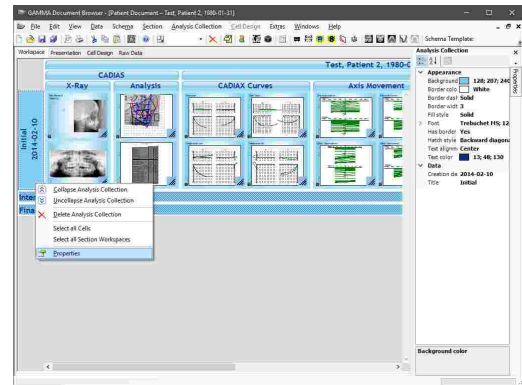 GAMMA Document Browser - [Patient Document - Test, Patient 2, 1980-01-31]
File Edit View Data Schema Section Analysis Collection Cell Design Extras Windows Help
Schema Template:
Workspace Presentation Cell Design Raw Data
Analysis Collection
Properties
Test, Patient 2, 1980-0
CADIAS
X-Ray Analysis CADIAX Curves Axis Movement
Initial
2014-02-10
Inter
Fina
Collapse Analysis Collection
Uncollapse Analysis Collection
Delete Analysis Collection
Select all Cells
Select all Section Workspaces
Properties
Appearance
Background 128; 207; 240
Border colo White
Border dash Solid
Border widt 3
Fill style Solid
Font Trebuchet MS; 12
Has border Yes
Hatch style Backward diagona
Text alignm Center
Text color 13; 48; 130
Data
Creation da 2014-02-10
Title Initial
Background color